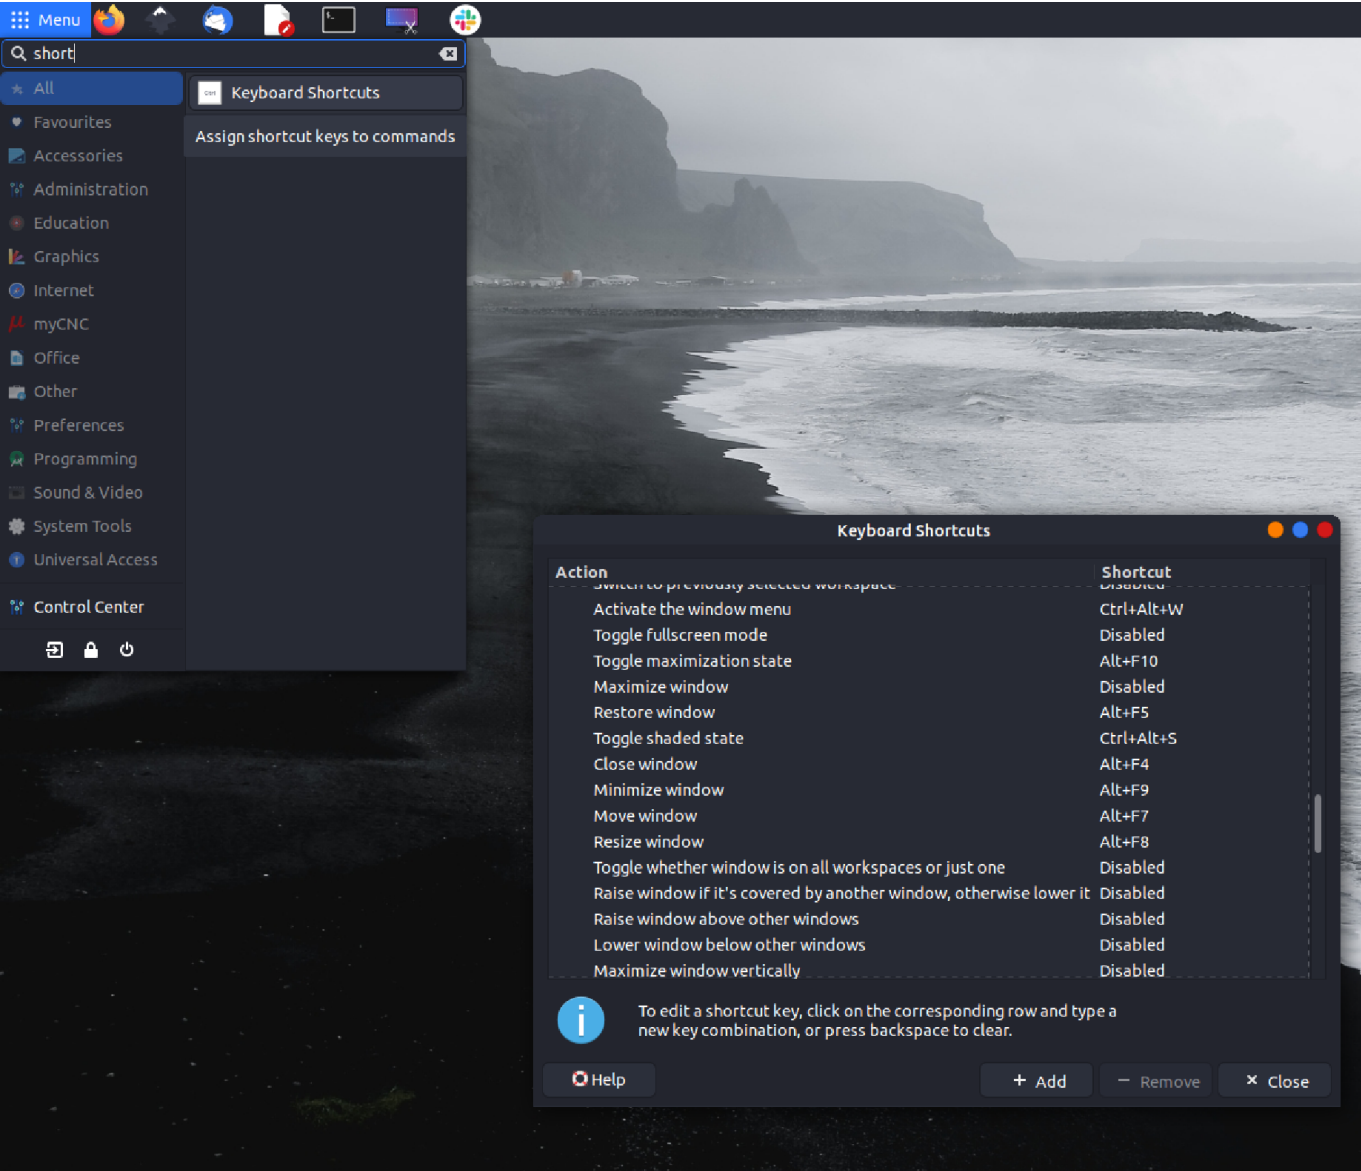 Menu
short
All
Favourites
Accessories
Administration
Education
Graphics
Internet
myCNC
Office
Other
Preferences
Programming
Sound & Video
System Tools
Universal Access
Control Center
Keyboard Shortcuts
Assign shortcut keys to commands
Keyboard Shortcuts
Action Shortcut
Switch to previously selected workspace Disabled
Activate the window menu Ctrl+Alt+W
Toggle fullscreen mode Disabled
Toggle maximization state Alt+F10
Maximize window Disabled
Restore window Alt+F5
Toggle shaded state Ctrl+Alt+S
Close window Alt+F4
Minimize window Alt+F9
Move window Alt+F7
Resize window Alt+F8
Toggle whether window is on all workspaces or just one Disabled
Raise window if it's covered by another window, otherwise lower it Disabled
Raise window above other windows Disabled
Lower window below other windows Disabled
Maximize window vertically Disabled
To edit a shortcut key, click on the corresponding row and type a
new key combination, or press backspace to clear.
Help + Add − Remove × Close